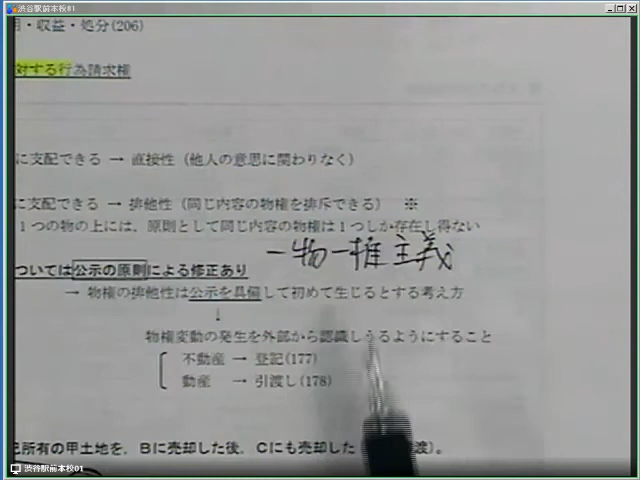 渋谷駅前本校#1
用・収益・処分(206)
対する行為請求権
に支配できる → 直接性（他人の意思に関わりなく）
に支配できる → 排他性（同じ内容の物権を排斥できる） ※
１つの物の上には、原則として同じ内容の物権は１つしか存在し得ない
一物一権主義
ついては公示の原則による修正あり
→ 物権の排他性は公示を具備して初めて生じるとする考え方
↓
物権変動の発生を外部から認識しうるようにすること
不動産 → 登記(177)
動産 → 引渡し(178)
己所有の甲土地を、Ｂに売却した後、Ｃにも売却した
渡)。
渋谷駅前本校01